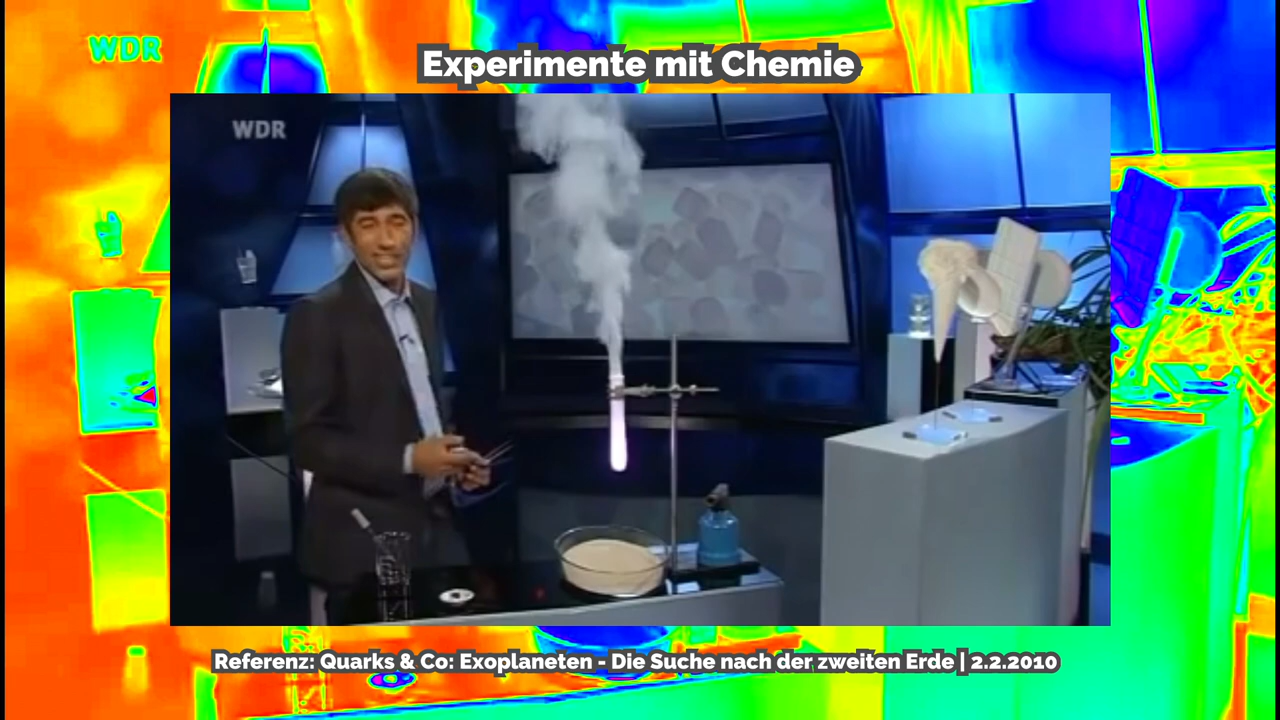 WDR
Experimente mit Chemie
WDR
Referenz: Quarks & Co: Exoplaneten - Die Suche nach der zweiten Erde | 2.2.2010